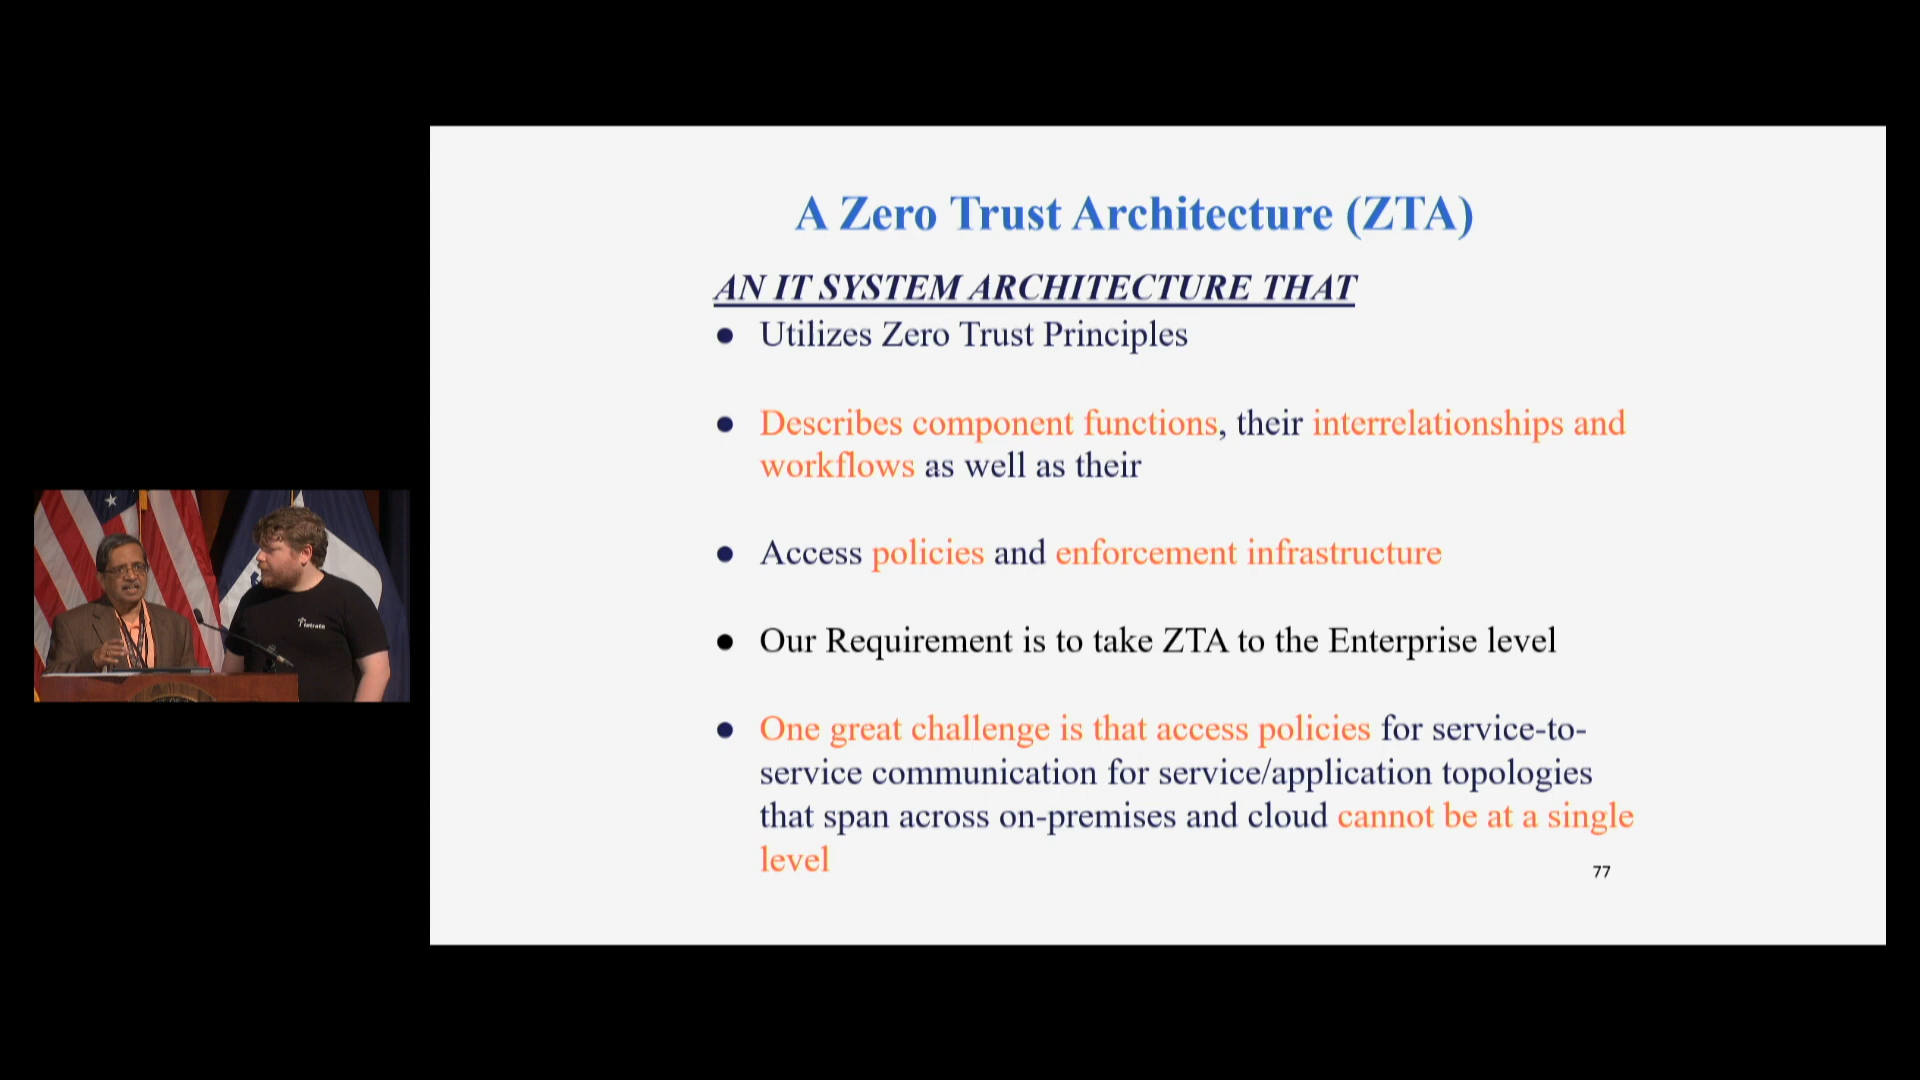 A Zero Trust Architecture (ZTA)
AN IT SYSTEM ARCHITECTURE THAT
● Utilizes Zero Trust Principles
● Describes component functions, their interrelationships and
workflows as well as their
● Access policies and enforcement infrastructure
● Our Requirement is to take ZTA to the Enterprise level
● One great challenge is that access policies for service-to-
service communication for service/application topologies
that span across on-premises and cloud cannot be at a single
level
77
tetrate